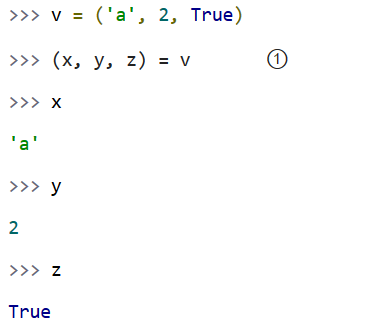 >>> v = ('a', 2, True)
>>> (x, y, z) = v ①
>>> x
'a'
>>> y
2
>>> z
True